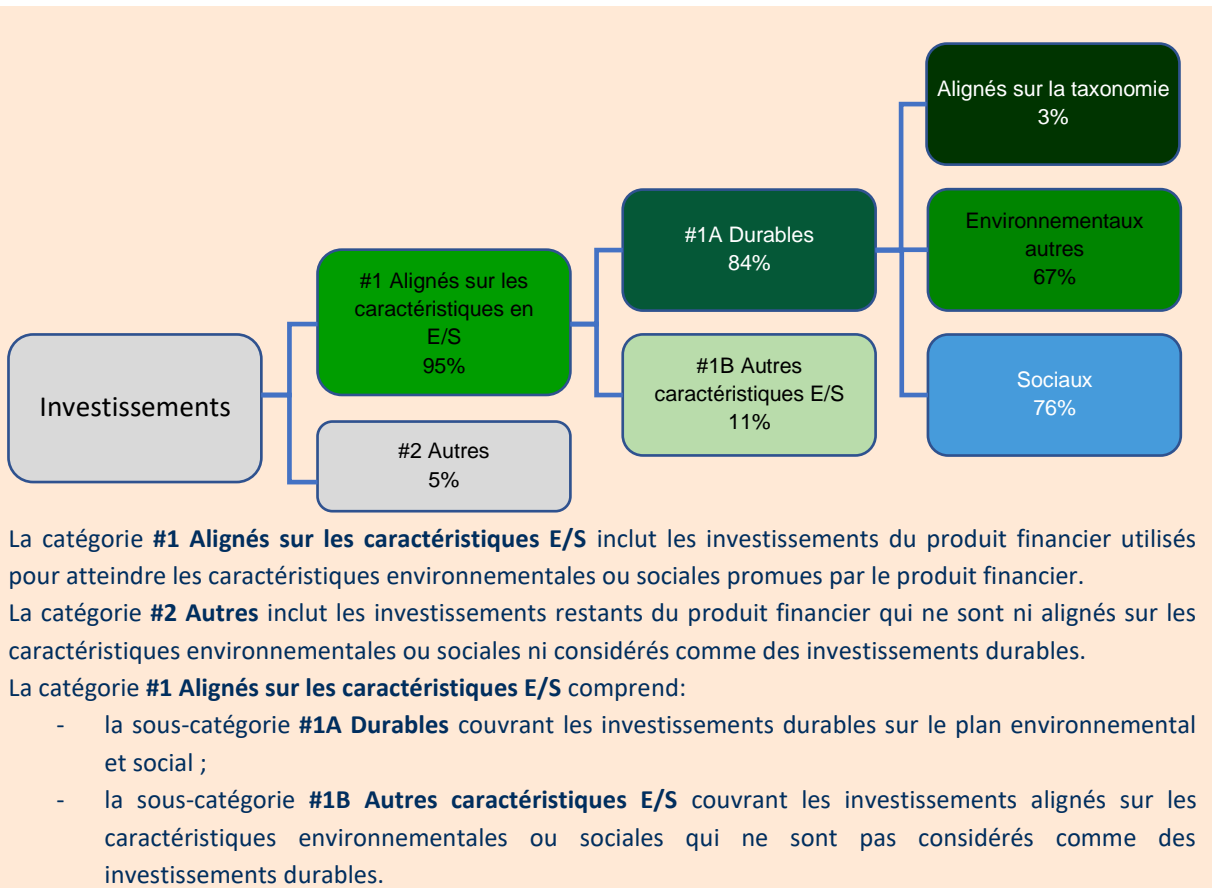 Alignés sur la taxonomie
3%
Environnementaux
autres
67%
#1A Durables
84%
#1 Alignés sur les
caractéristiques en
E/S
95%
#1B Autres
caractéristiques E/S
11%
Sociaux
76%
Investissements
#2 Autres
5%
La catégorie #1 Alignés sur les caractéristiques E/S inclut les investissements du produit financier utilisés
pour atteindre les caractéristiques environnementales ou sociales promues par le produit financier.
La catégorie #2 Autres inclut les investissements restants du produit financier qui ne sont ni alignés sur les
caractéristiques environnementales ou sociales ni considérés comme des investissements durables.
La catégorie #1 Alignés sur les caractéristiques E/S comprend:
- la sous-catégorie #1A Durables couvrant les investissements durables sur le plan environnemental
et social ;
- la sous-catégorie #1B Autres caractéristiques E/S couvrant les investissements alignés sur les
caractéristiques environnementales ou sociales qui ne sont pas considérés comme des
investissements durables.